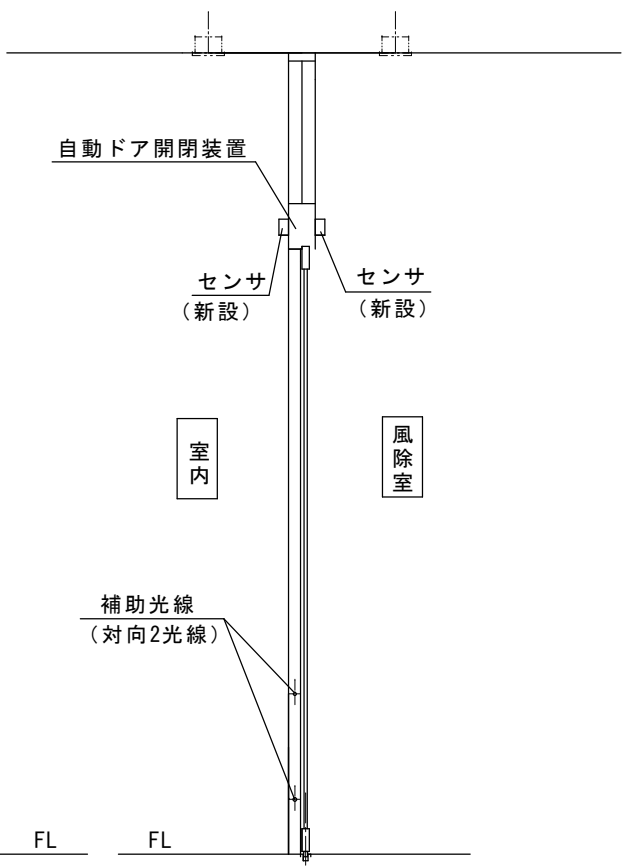 自動ドア開閉装置
センサ
（新設）
センサ
（新設）
室内
風除室
補助光線
（対向2光線）
FL
FL